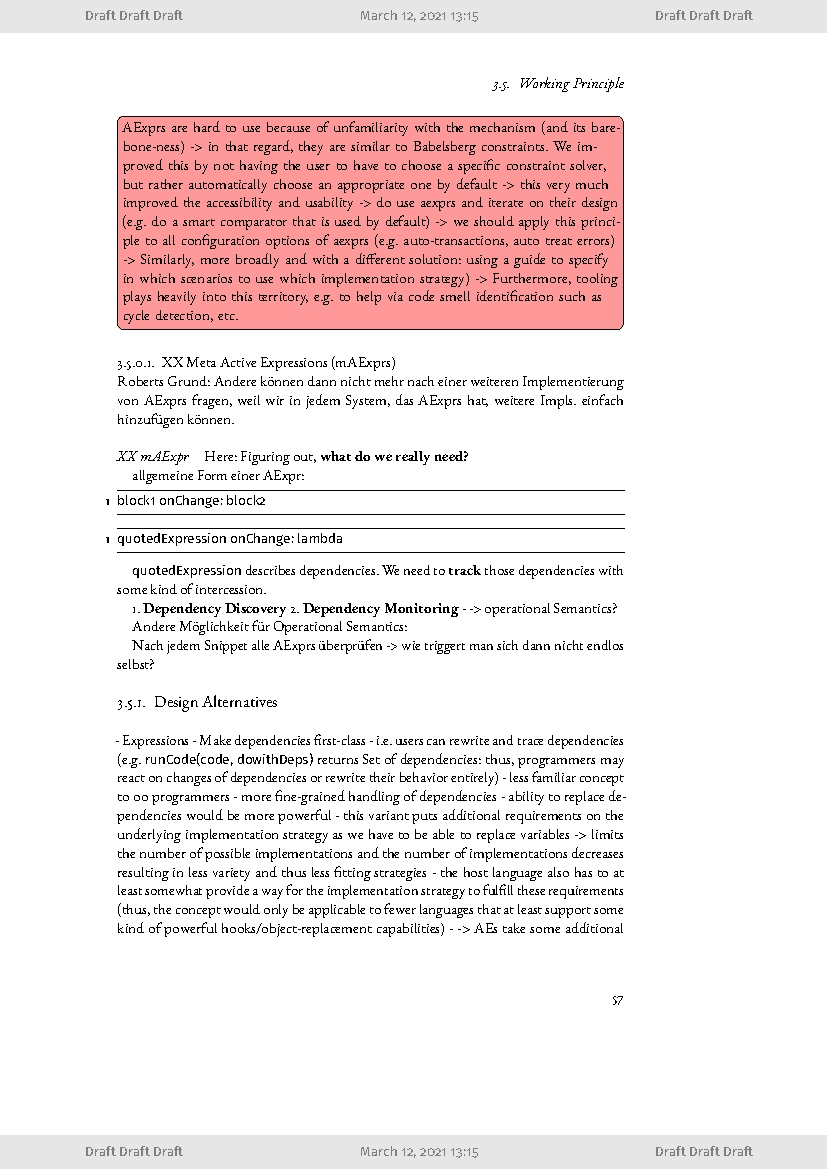 Draft Draft Draft March 12, 2021 13:15 Draft Draft Draft
3.5. Working Principle
AExprs are hard to use because of unfamiliarity with the mechanism (and its bare-
bone-ness) -> in that regard, they are similar to Babelsberg constraints. We im-
proved this by not having the user to have to choose a specific constraint solver,
but rather automatically choose an appropriate one by default -> this very much
improved the accessibility and usability -> do use aexprs and iterate on their design
(e.g. do a smart comparator that is used by default) -> we should apply this princi-
ple to all configuration options of aexprs (e.g. auto-transactions, auto treat errors)
-> Similarly, more broadly and with a different solution: using a guide to specify
in which scenarios to use which implementation strategy) -> Furthermore, tooling
plays heavily into this territory, e.g. to help via code smell identification such as
cycle detection, etc.
3.5.0.1. XX Meta Active Expressions (mAExprs)
Roberts Grund: Andere können dann nicht mehr nach einer weiteren Implementierung
von AExprs fragen, weil wir in jedem System, das AExprs hat, weitere Impls. einfach
hinzufügen können.
XX mAExpr Here: Figuring out, what do we really need?
allgemeine Form einer AExpr:
1 block1 onChange: block2
1 quotedExpression onChange: lambda
quotedExpression describes dependencies. We need to track those dependencies with
some kind of intercession.
1. Dependency Discovery 2. Dependency Monitoring - -> operational Semantics?
Andere Möglichkeit für Operational Semantics:
Nach jedem Snippet alle AExprs überprüfen -> wie triggert man sich dann nicht endlos
selbst?
3.5.1. Design Alternatives
- Expressions - Make dependencies first-class - i.e. users can rewrite and trace dependencies
(e.g. runCode(code, dowithDeps) returns Set of dependencies: thus, programmers may
react on changes of dependencies or rewrite their behavior entirely) - less familiar concept
to oo programmers - more fine-grained handling of dependencies - ability to replace de-
pendencies would be more powerful - this variant puts additional requirements on the
underlying implementation strategy as we have to be able to replace variables -> limits
the number of possible implementations and the number of implementations decreases
resulting in less variety and thus less fitting strategies - the host language also has to at
least somewhat provide a way for the implementation strategy to fulfill these requirements
(thus, the concept would only be applicable to fewer languages that at least support some
kind of powerful hooks/object-replacement capabilities) - -> AEs take some additional
57
Draft Draft Draft March 12, 2021 13:15 Draft Draft Draft